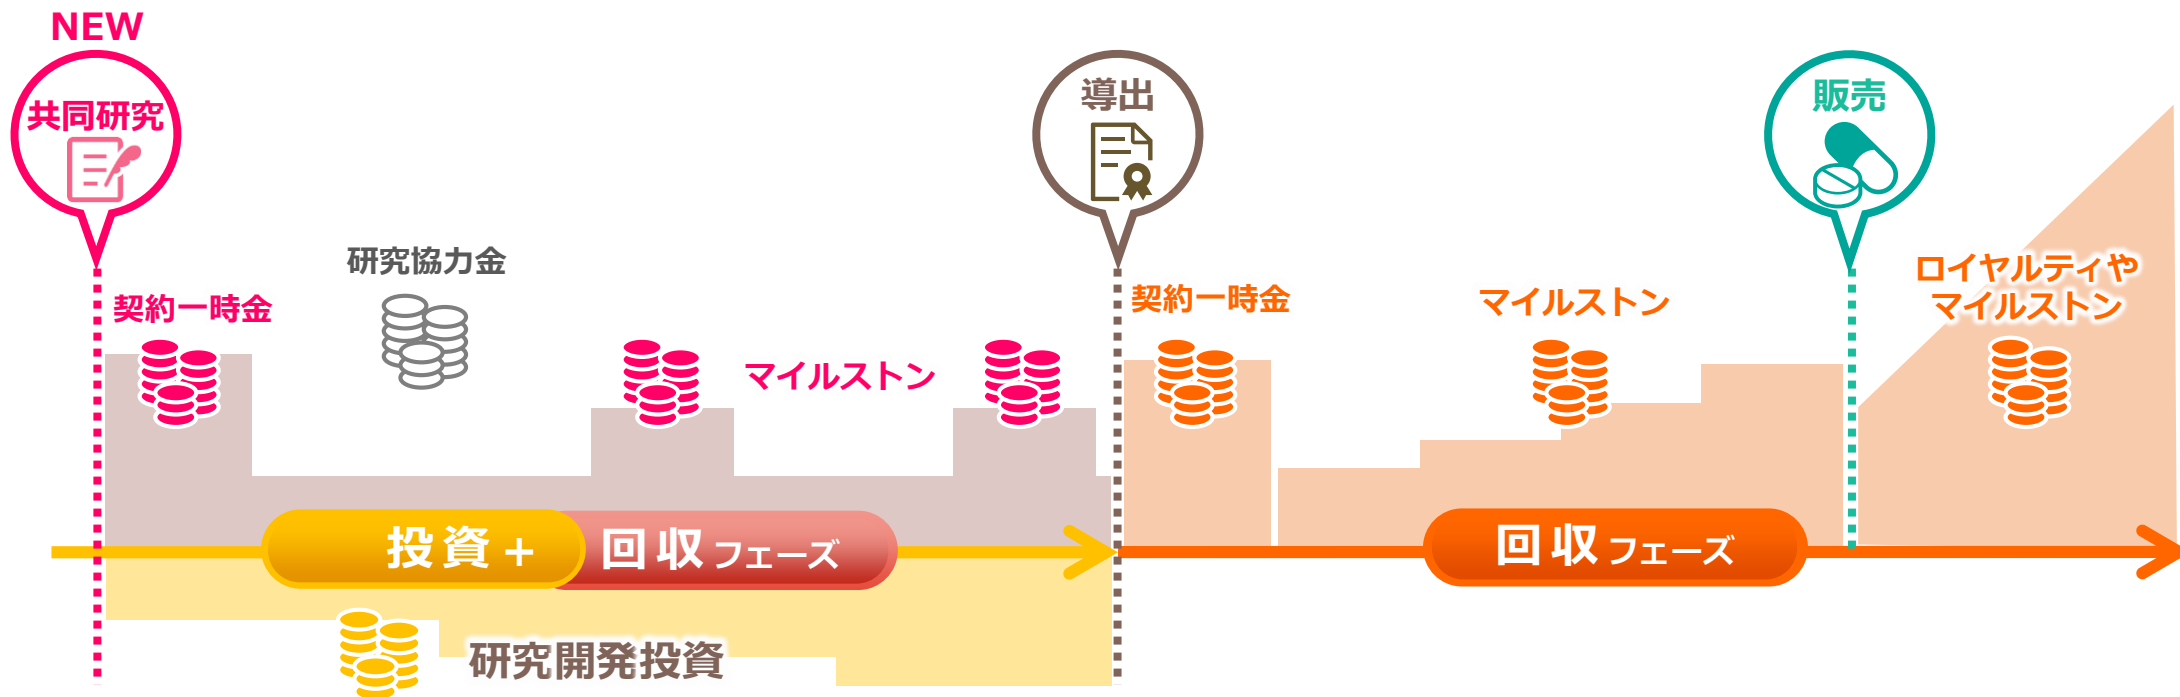 NEW
共同研究
導出
販売
研究協力金
契約一時金
マイルストン
契約一時金
マイルストン
ロイヤルティや
マイルストン
投資+
回収フェーズ
回収フェーズ
研究開発投資